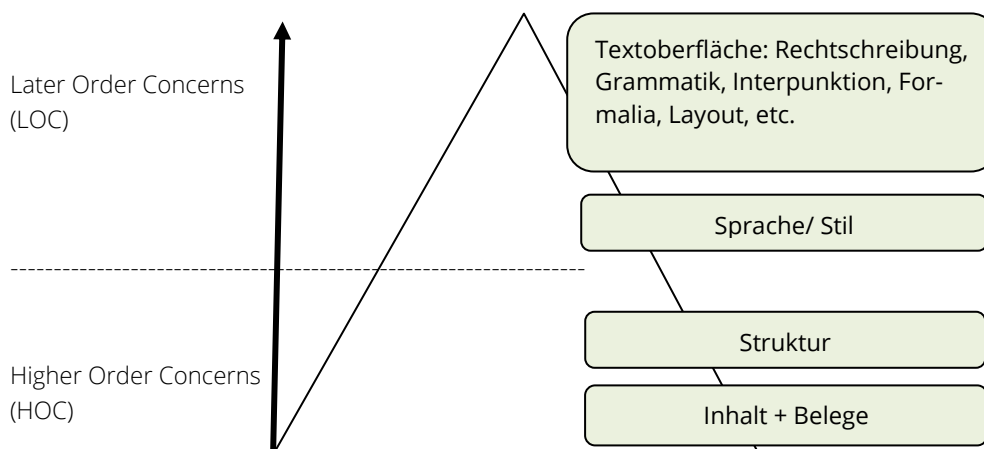 Later Order Concerns
(LOC)
Textoberfläche: Rechtschreibung,
Grammatik, Interpunktion, For-
malia, Layout, etc.
Sprache/ Stil
Struktur
Higher Order Concerns
(HOC)
Inhalt + Belege